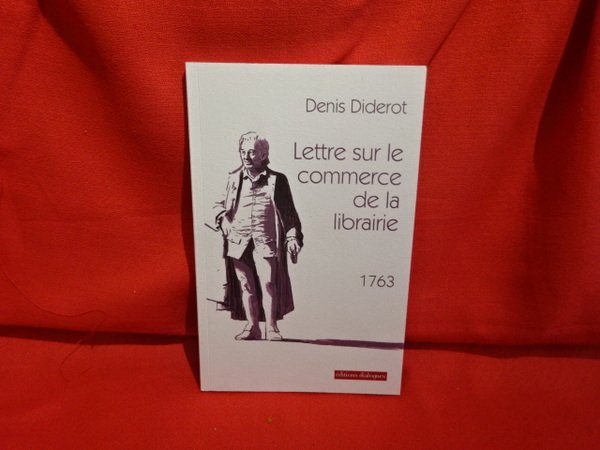 Denis Diderot
Lettre sur le
commerce
de la
librairie
1763
éditions dialogues